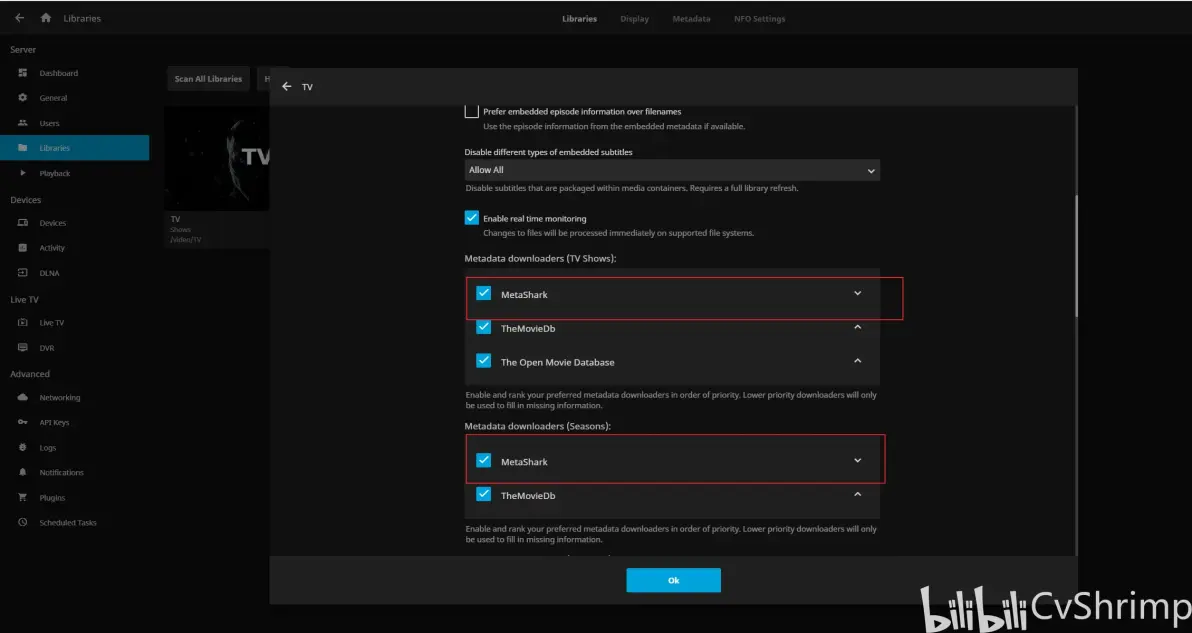 Libraries
Libraries Display Metadata NFO Settings
Server
Dashboard
General
Users
Libraries
Playback
Devices
Devices
Activity
DLNA
Live TV
Live TV
DVR
Advanced
Networking
API Keys
Logs
Notifications
Plugins
Scheduled Tasks
Scan All Libraries
TV
TV
Shows
/Video/TV
TV
Prefer embedded episode information over filenames
Use the episode information from the embedded metadata if available.
Disable different types of embedded subtitles
Allow All
Disable subtitles that are packaged within media containers. Requires a full library refresh.
Enable real time monitoring
Changes to files will be processed immediately on supported file systems.
Metadata downloaders (TV Shows):
MetaShark
TheMovieDb
The Open Movie Database
Enable and rank your preferred metadata downloaders in order of priority. Lower priority downloaders will only
be used to fill in missing information.
Metadata downloaders (Seasons):
MetaShark
TheMovieDb
Enable and rank your preferred metadata downloaders in order of priority. Lower priority downloaders will only
be used to fill in missing information.
Ok
bilibili CvShrimp